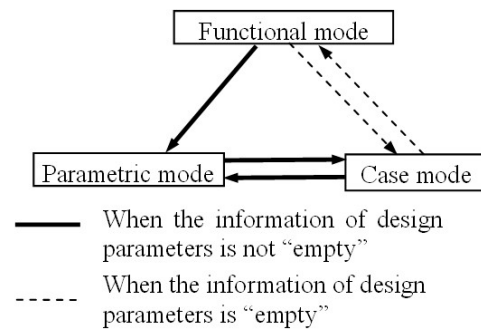 Functional mode
Parametric mode
Case mode
When the information of design
parameters is not “empty”
When the information of design
parameters is “empty”